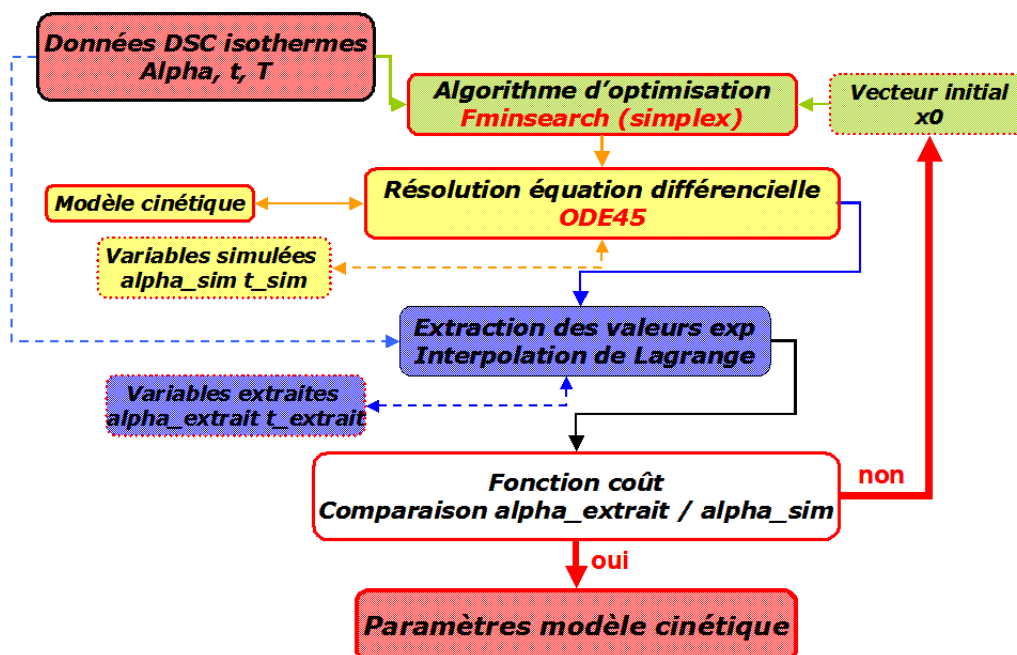 Données DSC isothermes
Alpha, t, T
Algorithme d'optimisation
Fminsearch (simplex)
Vecteur initial
x0
Résolution équation différencielle
ODE45
Modèle cinétique
Variables simulées
alpha_sim t_sim
Extraction des valeurs exp
Interpolation de Lagrange
Variables extraites
alpha_extrait t_extrait
Fonction coût
Comparaison alpha_extrait / alpha_sim
non
oui
Paramètres modèle cinétique